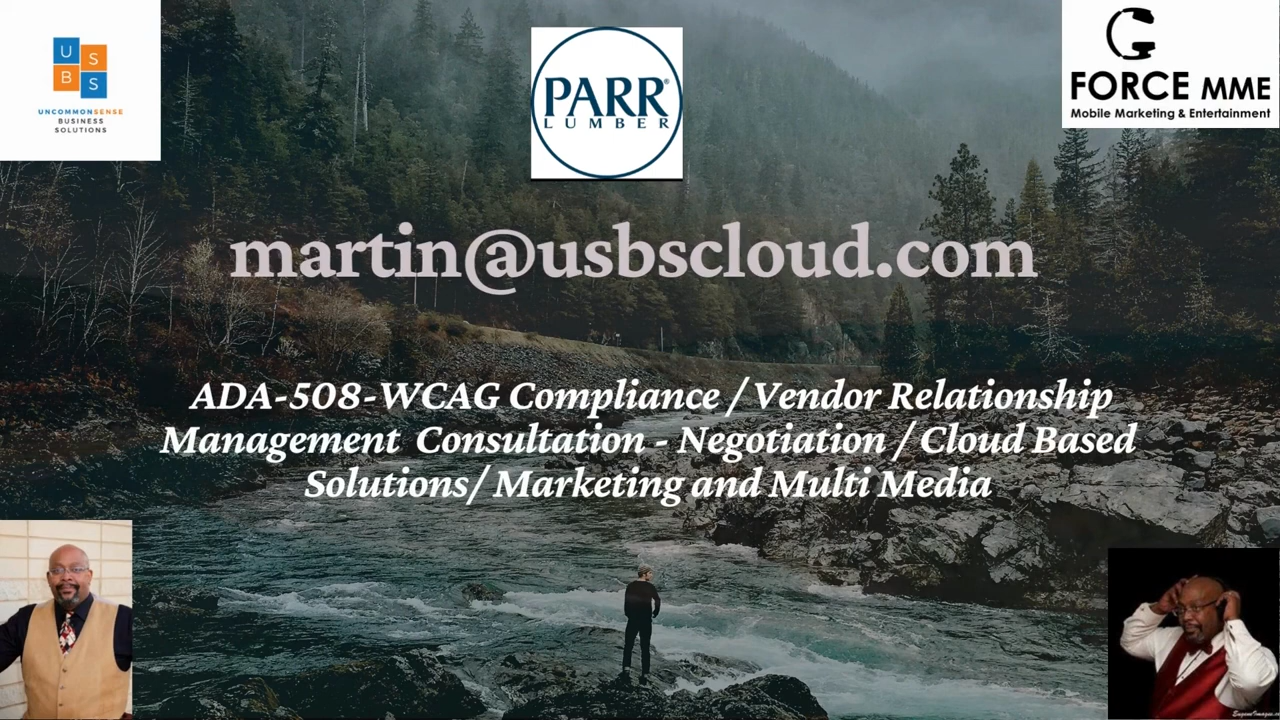 U S
B S
UNCOMMONSENSE
BUSINESS
SOLUTIONS
PARR®
LUMBER
G
FORCE MME
Mobile Marketing & Entertainment
martin@usbscloud.com
ADA-508-WCAG Compliance / Vendor Relationship
Management Consultation - Negotiation / Cloud Based
Solutions/ Marketing and Multi Media